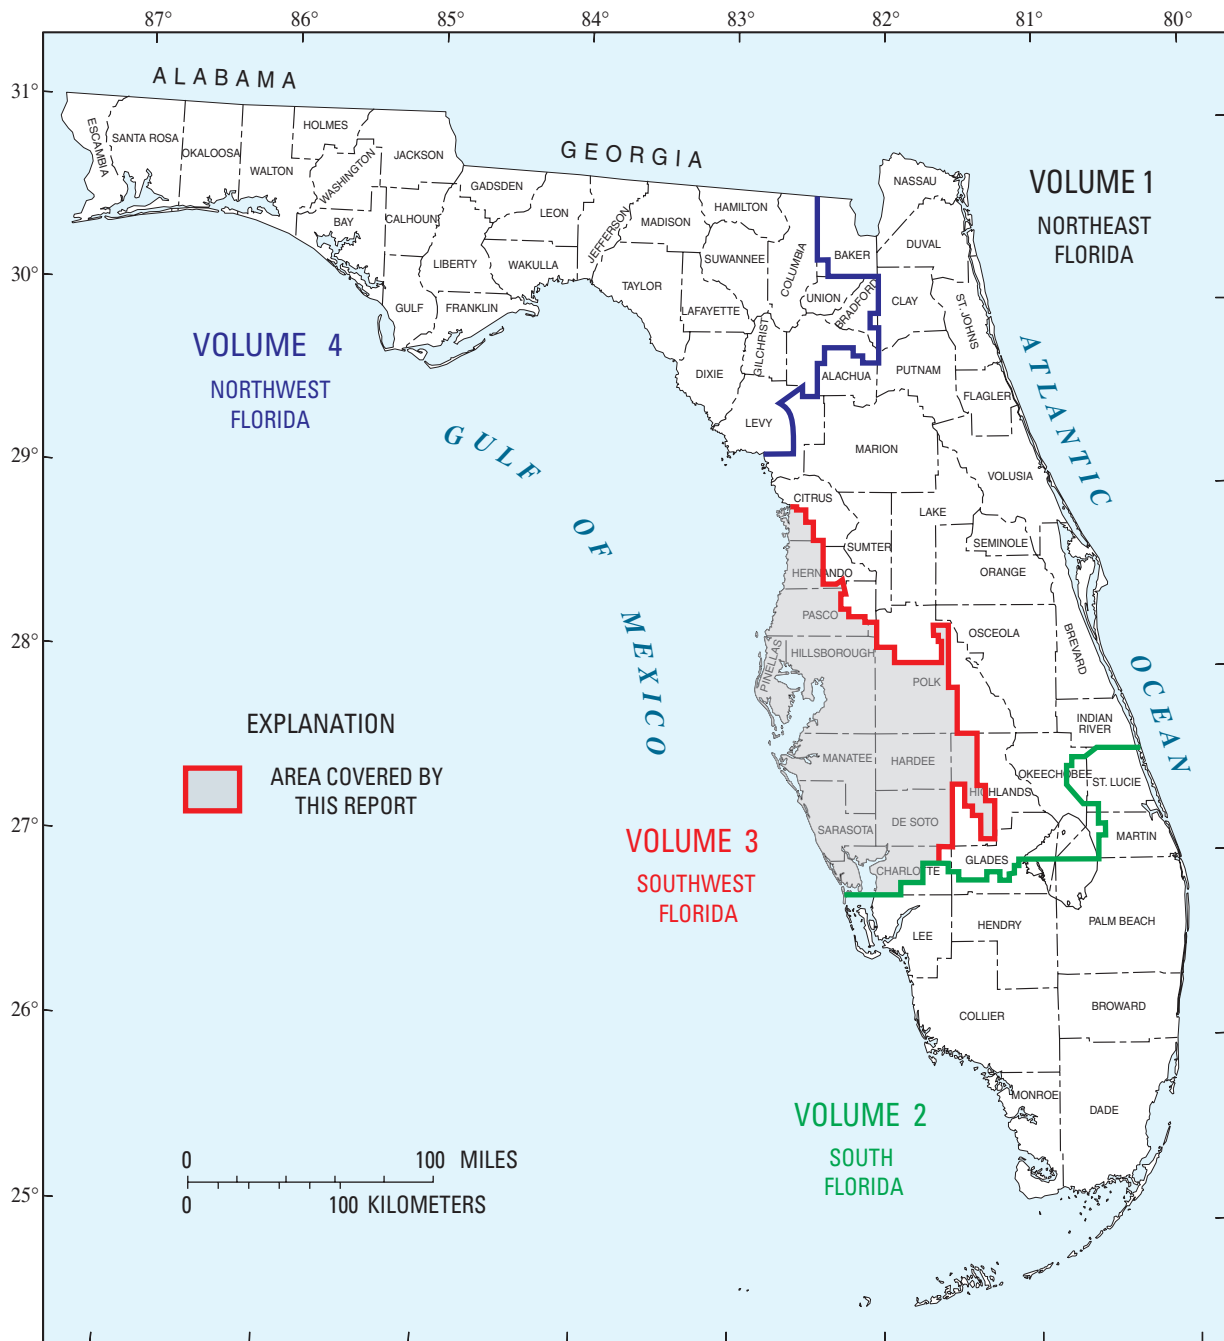 87°
86°
85°
84°
83°
82°
81°
80°
31°
30°
29°
28°
27°
26°
25°
ALABAMA
GEORGIA
ESCAMBIA
SANTA ROSA
OKALOOSA
WALTON
HOLMES
WASHINGTON
BAY
JACKSON
CALHOUN
GULF
LIBERTY
FRANKLIN
GADSDEN
LEON
WAKULLA
JEFFERSON
MADISON
TAYLOR
HAMILTON
SUWANNEE
LAFAYETTE
DIXIE
COLUMBIA
GILCHRIST
LEVY
BAKER
UNION
BRADFORD
ALACHUA
NASSAU
DUVAL
CLAY
ST. JOHNS
PUTNAM
FLAGLER
MARION
VOLUSIA
CITRUS
LAKE
SUMTER
SEMINOLE
ORANGE
HERNANDO
PASCO
OSCEOLA
BREVARD
HILLSBOROUGH
PINELLAS
POLK
INDIAN
RIVER
MANATEE
HARDEE
OKEECHOBEE
ST. LUCIE
HIGHLANDS
SARASOTA
DE SOTO
MARTIN
CHARLOTTE
GLADES
LEE
HENDRY
PALM BEACH
COLLIER
BROWARD
MONROE
DADE
VOLUME 1
NORTHEAST
FLORIDA
VOLUME 4
NORTHWEST
FLORIDA
GULF OF MEXICO
ATLANTIC OCEAN
EXPLANATION
AREA COVERED BY
THIS REPORT
VOLUME 3
SOUTHWEST
FLORIDA
VOLUME 2
SOUTH
FLORIDA
0 100 MILES
0 100 KILOMETERS